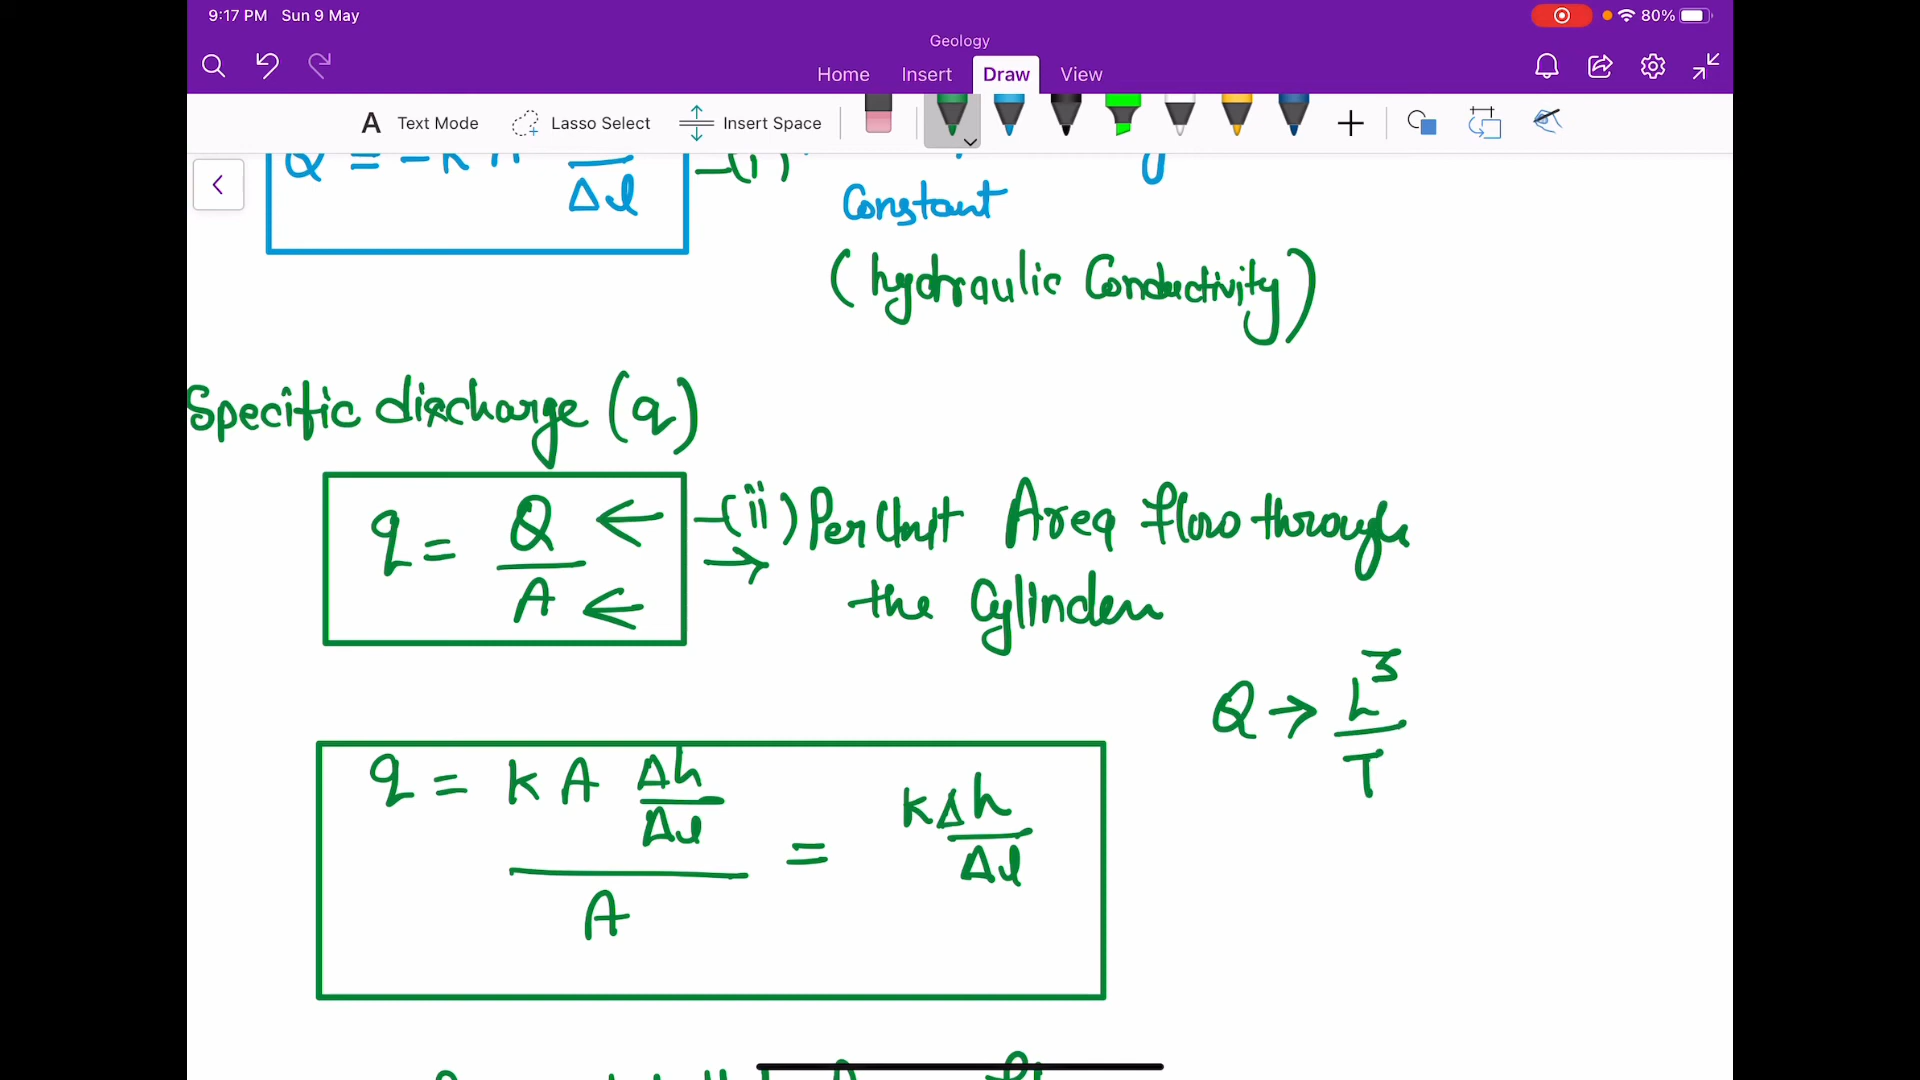 9:17 PM Sun 9 May
80%
Geology
Home Insert Draw View
A Text Mode Lasso Select Insert Space
Q = -K A
Δl
-(i)
Constant
(hydraulic Conductivity)
Specific discharge (q)
q = Q ←
A ←
-(ii) Per Unit Area flow through
→
the Cylinder
Q → L³
T
q = K A Δh
Δl
A
= KΔh
Δl